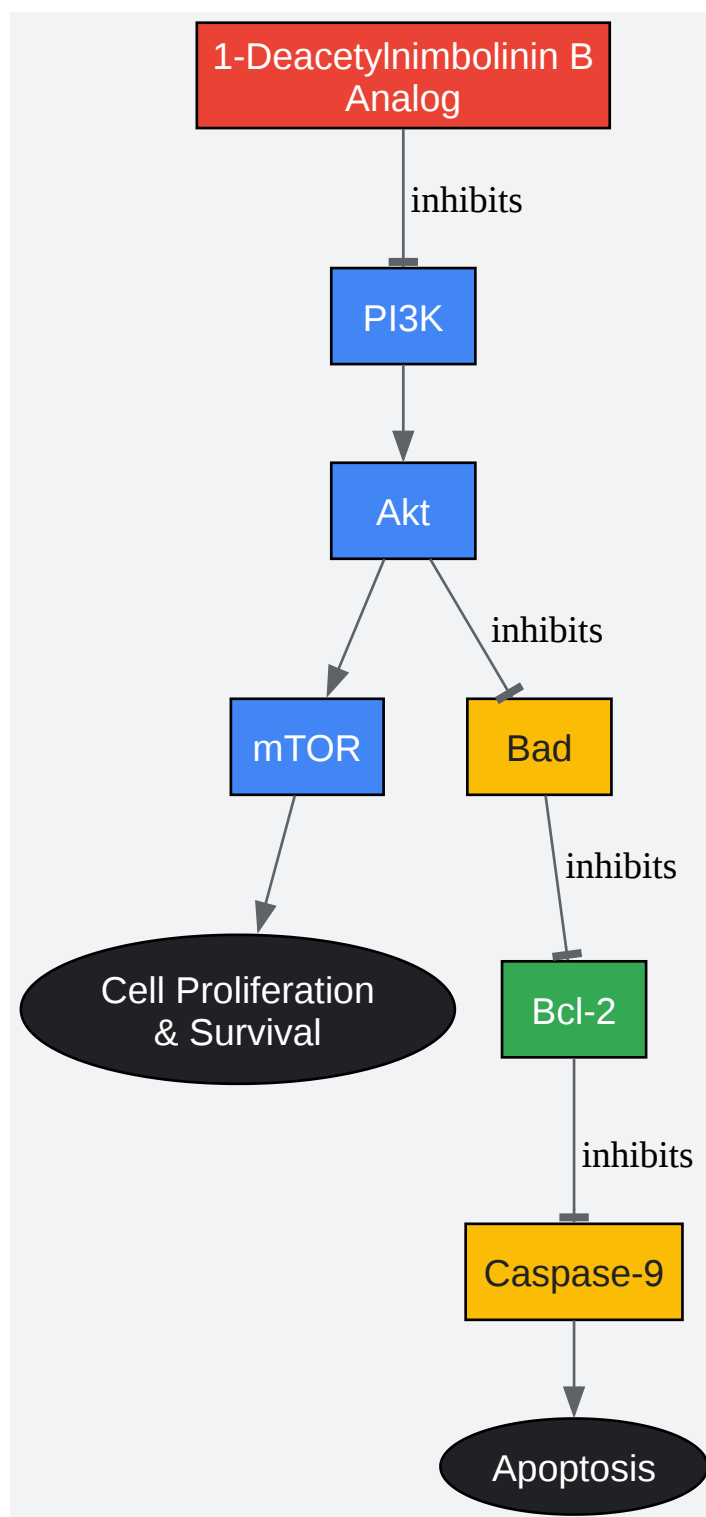 1-Deacetylnimbolinin B
Analog
inhibits
PI3K
Akt
inhibits
mTOR
Bad
inhibits
Cell Proliferation
& Survival
Bcl-2
inhibits
Caspase-9
Apoptosis